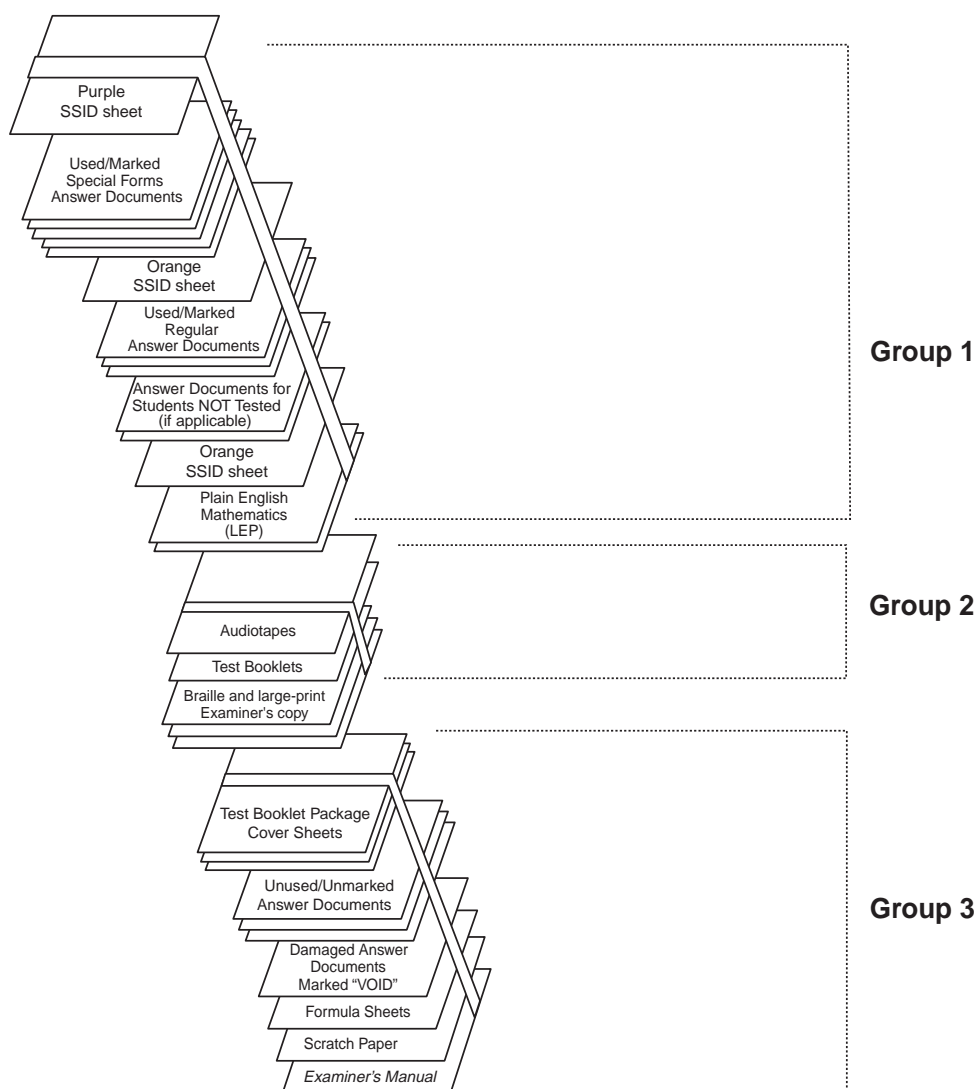 Purple
SSID sheet
Used/Marked
Special Forms
Answer Documents
Orange
SSID sheet
Used/Marked
Regular
Answer Documents
Answer Documents for
Students NOT Tested
(if applicable)
Orange
SSID sheet
Plain English
Mathematics
(LEP)
Group 1
Audiotapes
Test Booklets
Braille and large-print
Examiner's copy
Group 2
Test Booklet Package
Cover Sheets
Unused/Unmarked
Answer Documents
Damaged Answer
Documents
Marked “VOID”
Formula Sheets
Scratch Paper
Examiner's Manual
Group 3